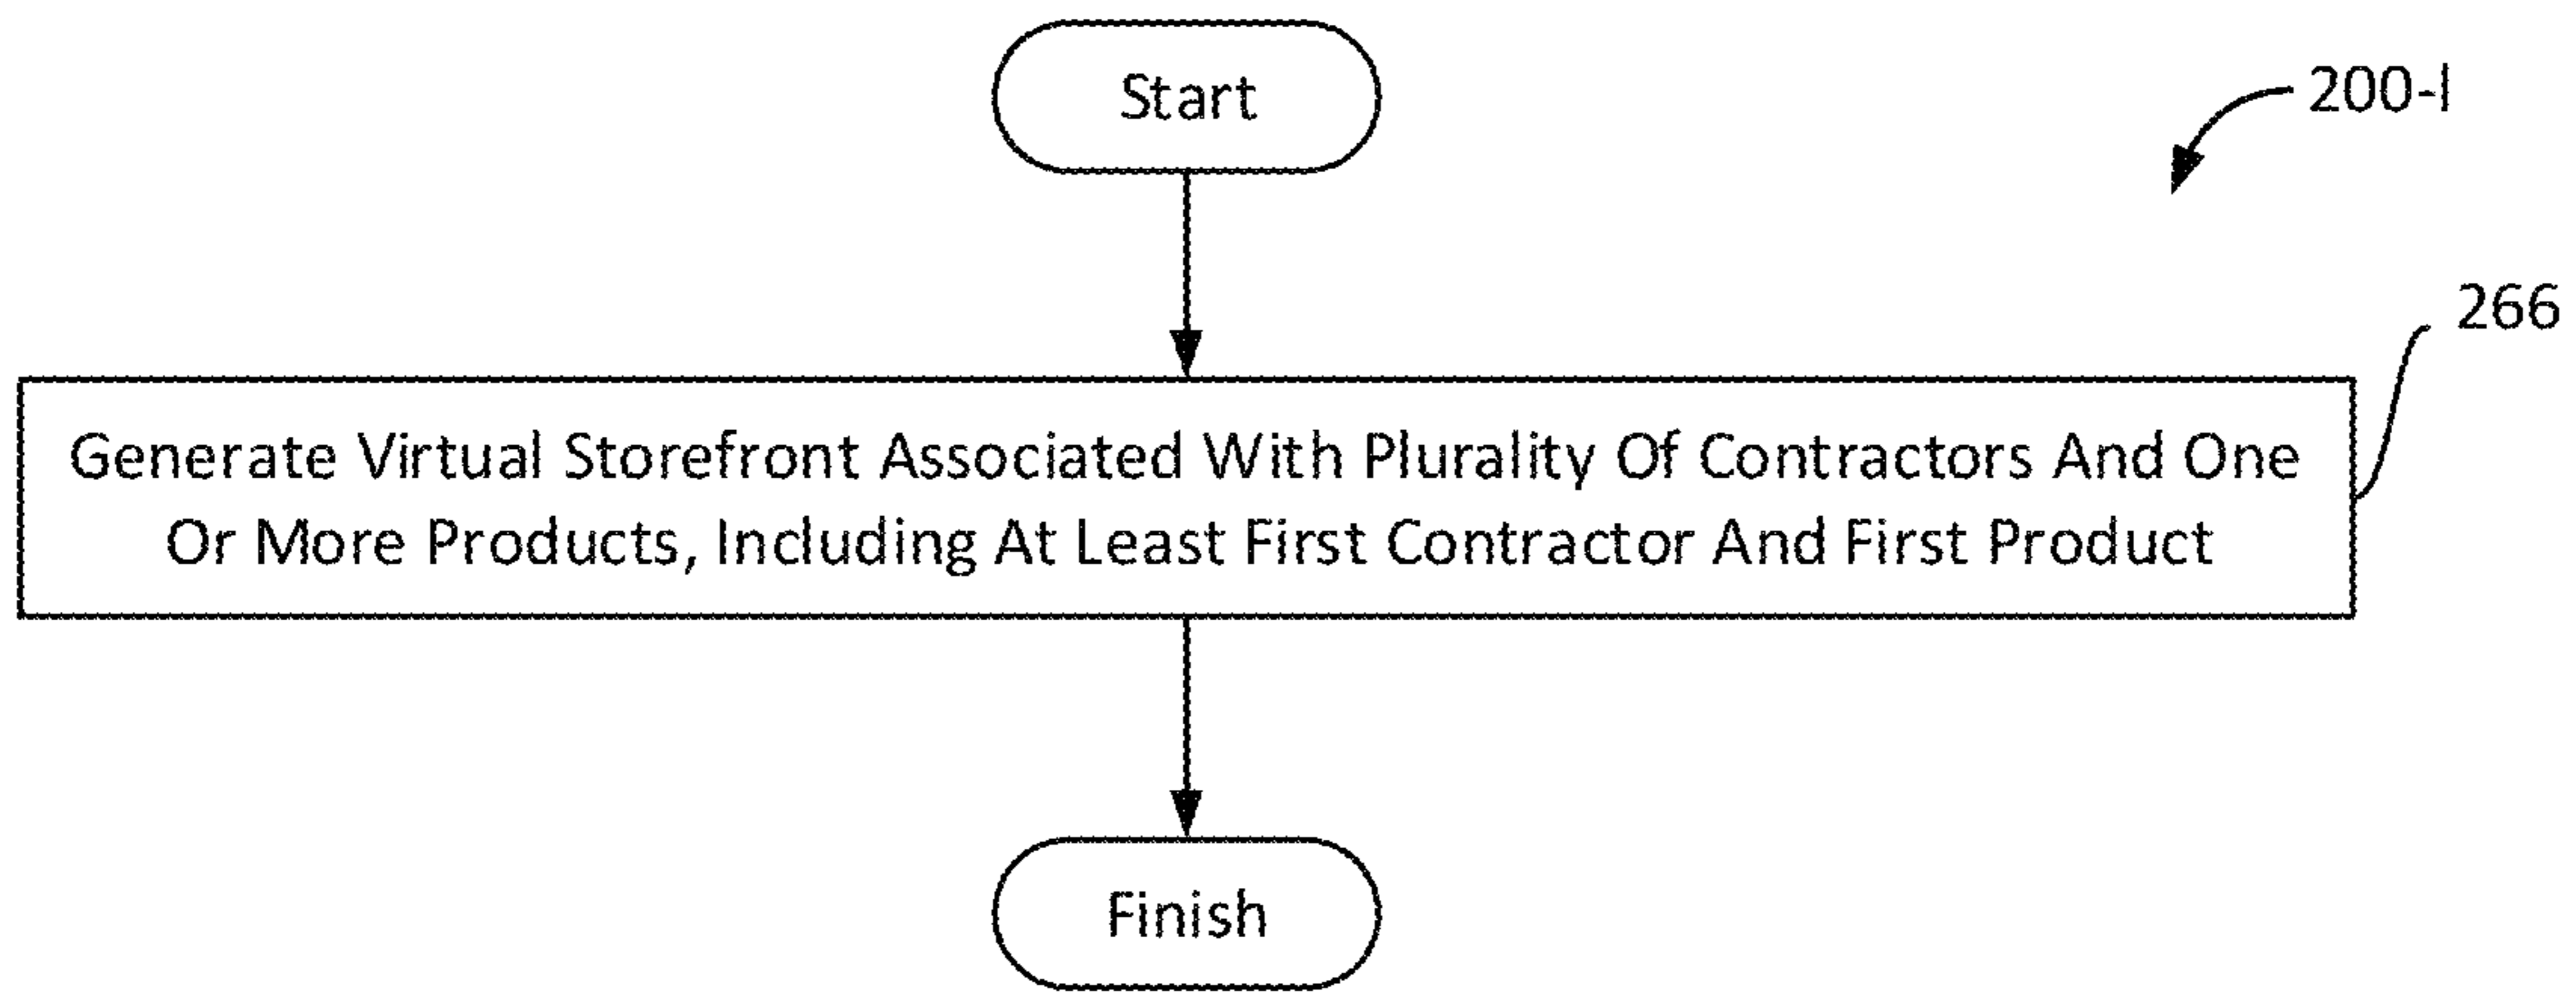 Start
200-I
266
Generate Virtual Storefront Associated With Plurality Of Contractors And One
Or More Products, Including At Least First Contractor And First Product
Finish